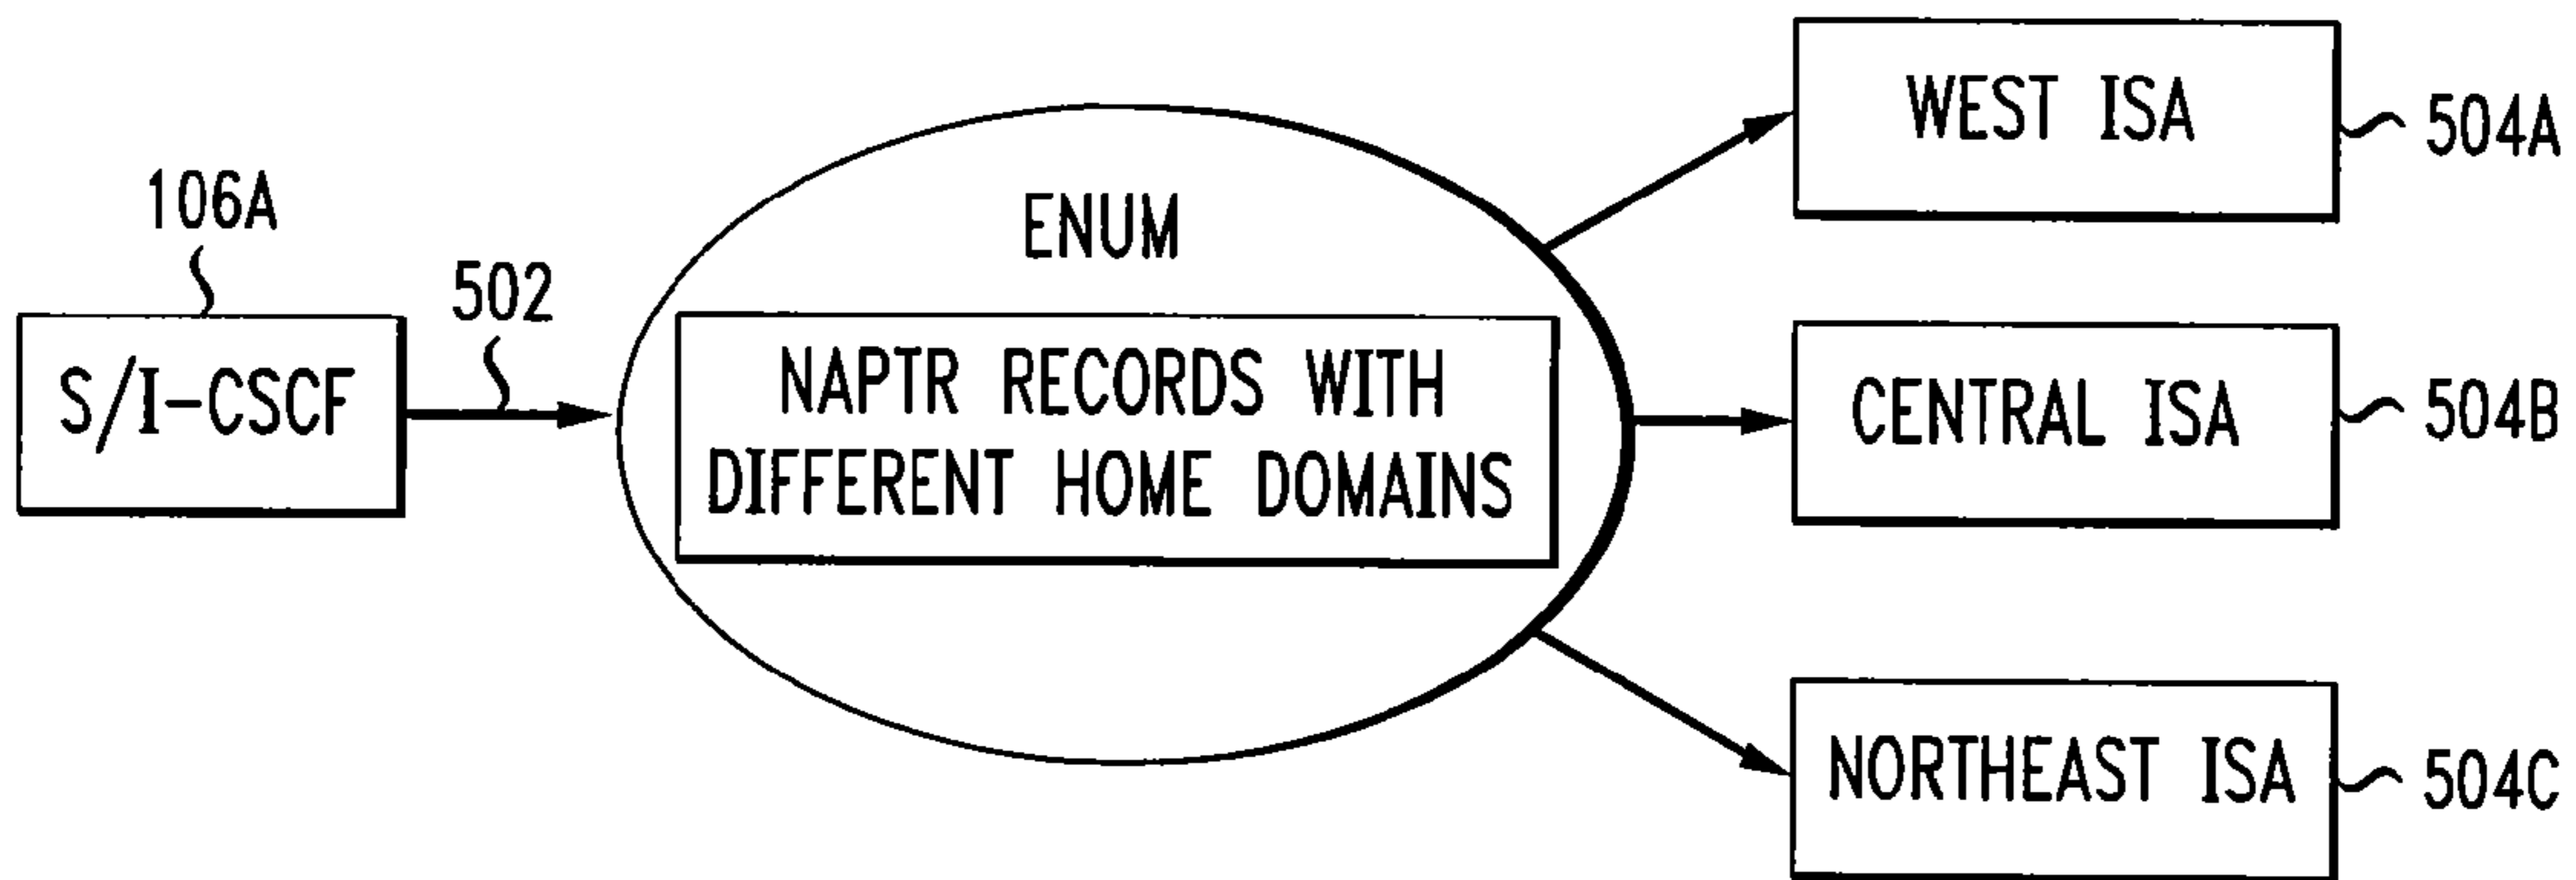 106A
S/I-CSCF
502
ENUM
NAPTR RECORDS WITH
DIFFERENT HOME DOMAINS
WEST ISA
504A
CENTRAL ISA
504B
NORTHEAST ISA
504C